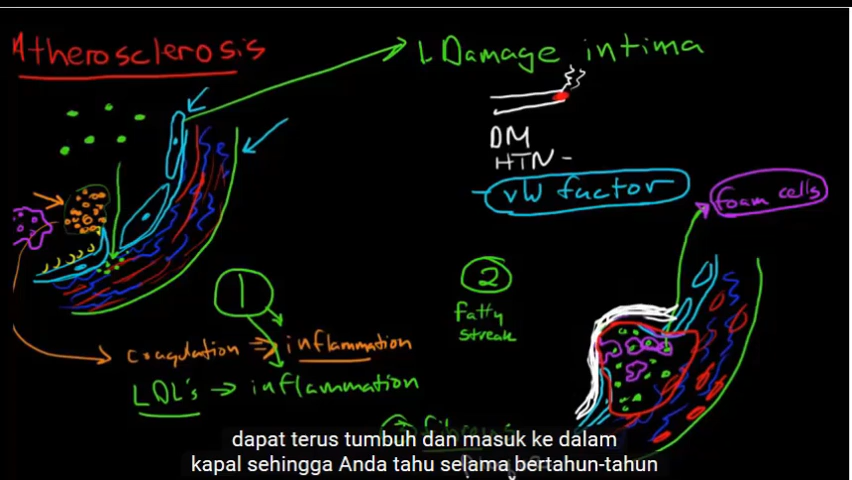 Atherosclerosis
1. Damage intima
DM
HTN -
vW factor
foam cells
1
2
Fatty
streak
coagulation ⇒ inflammation
LDL's → inflammation
fibrous
dapat terus tumbuh dan masuk ke dalam
kapal sehingga Anda tahu selama bertahun-tahun